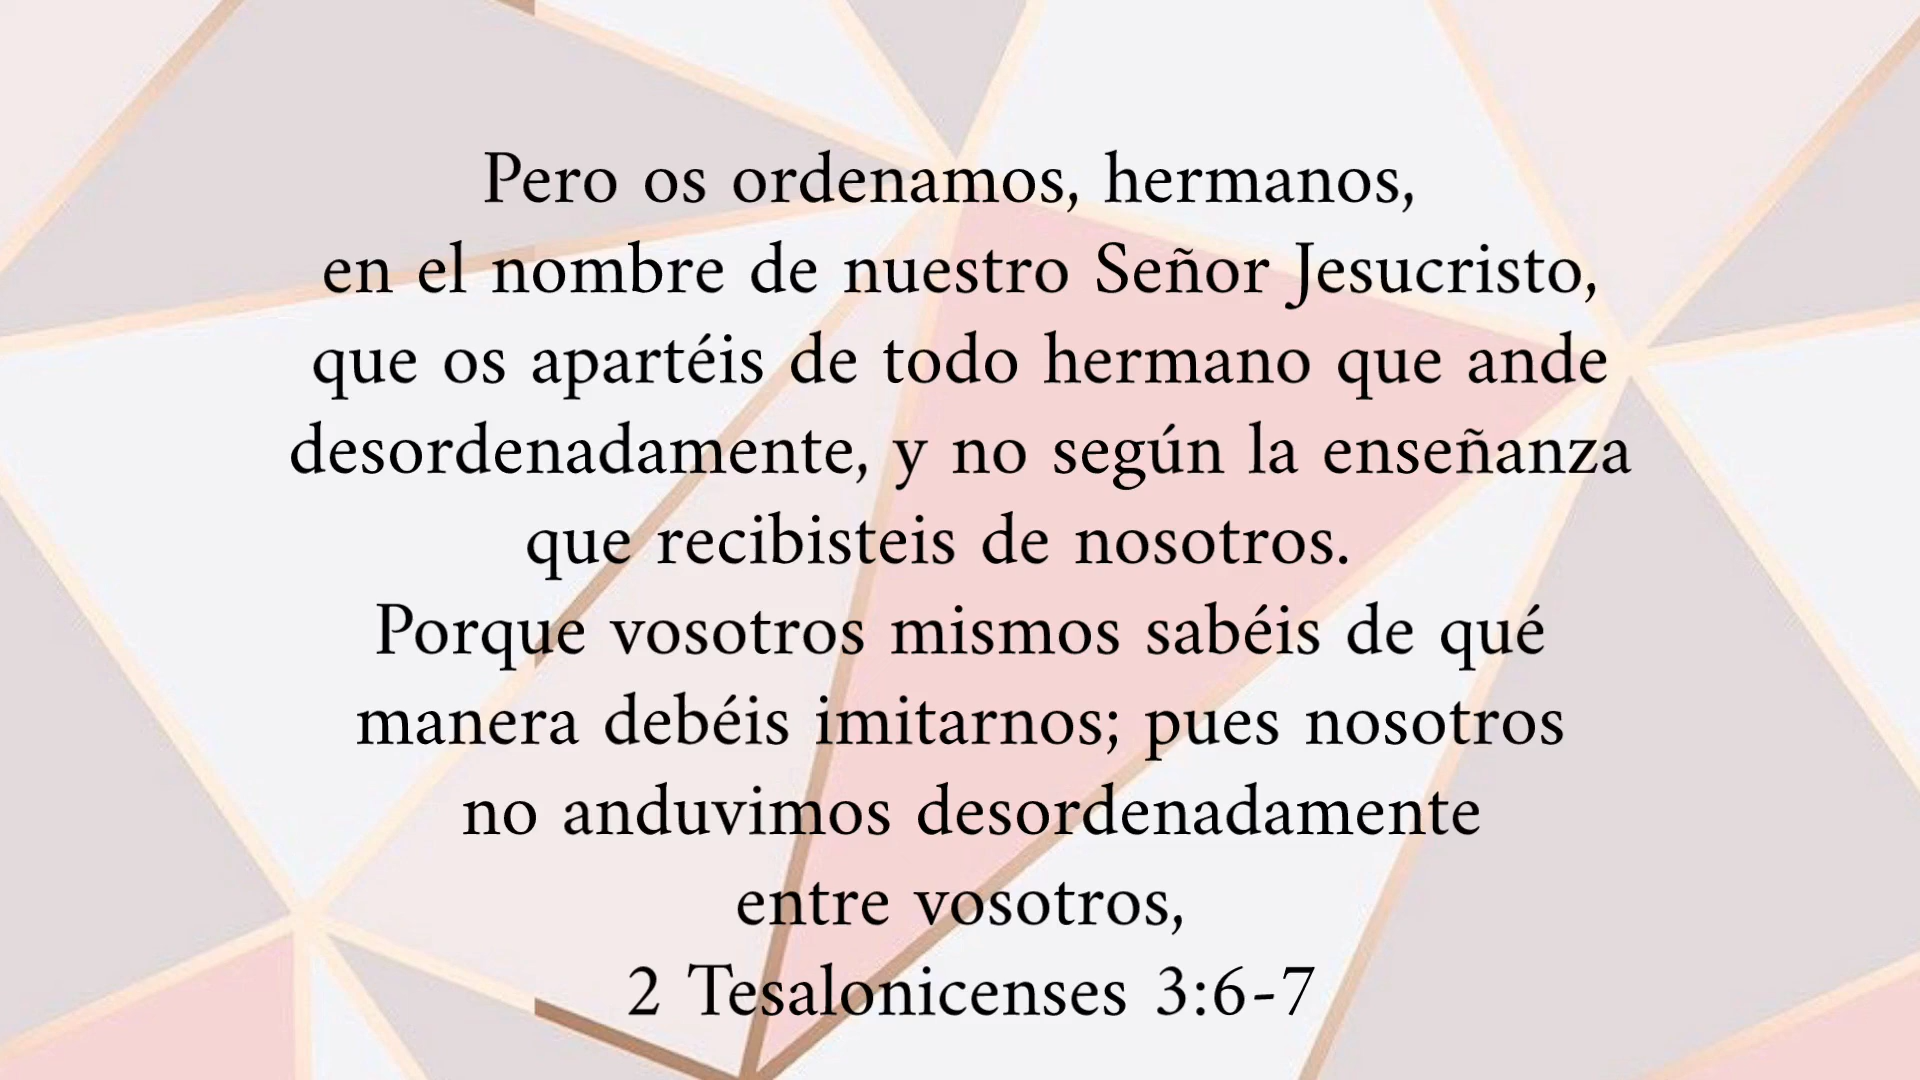 Pero os ordenamos, hermanos,
en el nombre de nuestro Señor Jesucristo,
que os apartéis de todo hermano que ande
desordenadamente, y no según la enseñanza
que recibisteis de nosotros.
Porque vosotros mismos sabéis de qué
manera debéis imitarnos; pues nosotros
no anduvimos desordenadamente
entre vosotros,
2 Tesalonicenses 3:6-7